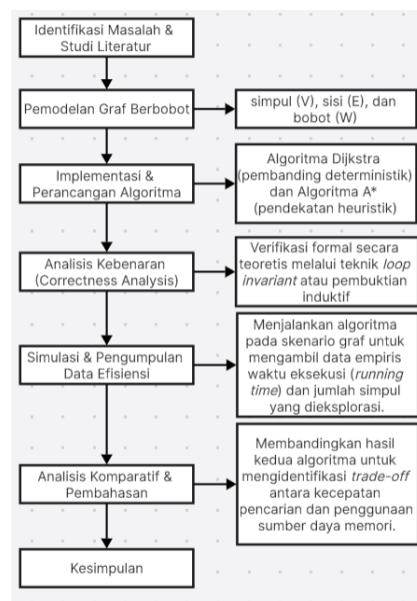 Identifikasi Masalah &
Studi Literatur
Pemodelan Graf Berbobot
simpul (V), sisi (E), dan
bobot (W)
Implementasi &
Perancangan Algoritma
Algoritma Dijkstra
(pembanding deterministik)
dan Algoritma A*
(pendekatan heuristik)
Analisis Kebenaran
(Correctness Analysis)
Verifikasi formal secara
teoretis melalui teknik loop
invariant atau pembuktian
induktif
Simulasi & Pengumpulan
Data Efisiensi
Menjalankan algoritma
pada skenario graf untuk
mengambil data empiris
waktu eksekusi (running
time) dan jumlah simpul
yang dieksplorasi.
Analisis Komparatif &
Pembahasan
Membandingkan hasil
kedua algoritma untuk
mengidentifikasi trade-off
antara kecepatan
pencarian dan penggunaan
sumber daya memori.
Kesimpulan